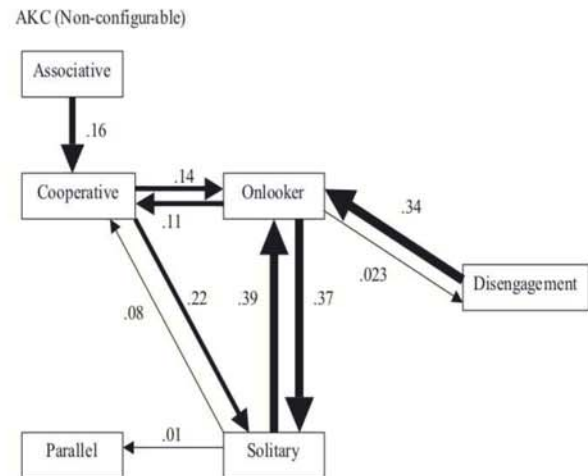 AKC (Non-configurable)
Associative
.16
Cooperative
.14
Onlooker
.11
.34
.023
Disengagement
.22
.39
.37
.08
.01
Parallel
Solitary